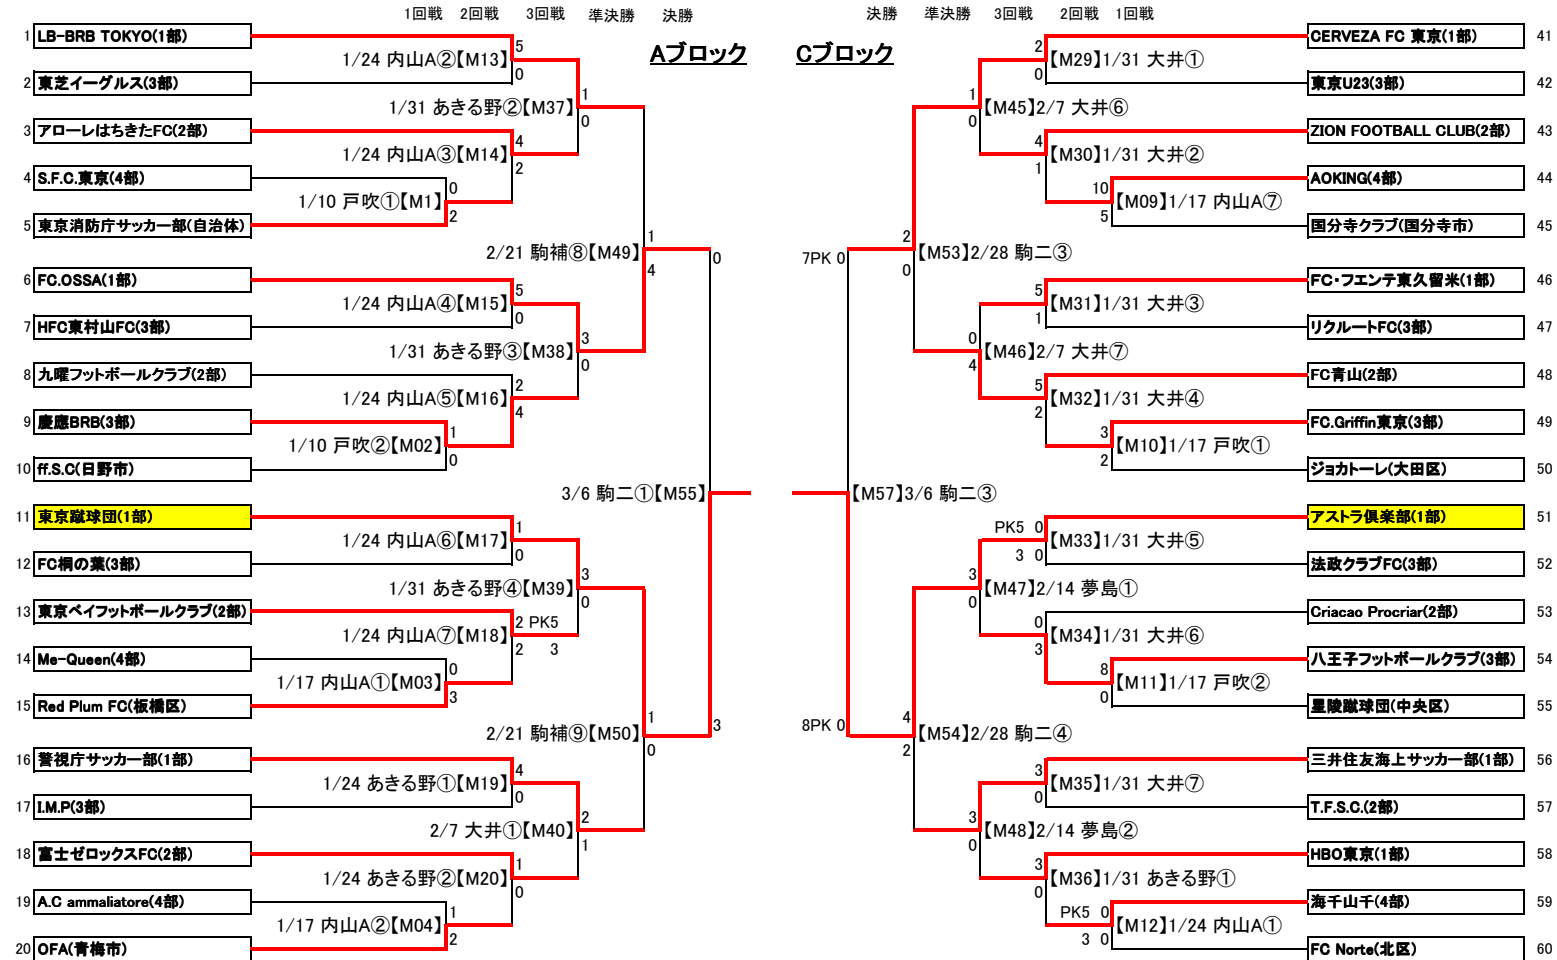 1回戦 2回戦 3回戦 準決勝 決勝
決勝 準決勝 3回戦 2回戦 1回戦
Aブロック
Cブロック
1 LB-BRB TOKYO(1部)
5
1/24 内山A②【M13】
0
2 東芝イーグルス(3部)
1
1/31 あきる野②【M37】
0
3 アローレはちきたFC(2部)
4
1/24 内山A③【M14】
2
4 S.F.C.東京(4部)
0
1/10 戸吹①【M1】
2
5 東京消防庁サッカー部(自治体)
1
2/21 駒補⑧【M49】
4
0
6 FC.OSSA(1部)
5
1/24 内山A④【M15】
0
7 HFC東村山FC(3部)
3
1/31 あきる野③【M38】
0
8 九曜フットボールクラブ(2部)
2
1/24 内山A⑤【M16】
4
9 慶應BRB(3部)
1
1/10 戸吹②【M02】
0
10 ff.S.C(日野市)
3/6 駒二①【M55】
11 東京蹴球団(1部)
1
1/24 内山A⑥【M17】
0
12 FC桐の葉(3部)
3
1/31 あきる野④【M39】
0
13 東京ベイフットボールクラブ(2部)
2 PK5
1/24 内山A⑦【M18】
2 3
14 Me-Queen(4部)
0
1/17 内山A①【M03】
3
15 Red Plum FC(板橋区)
1
2/21 駒補⑨【M50】
0
3
16 警視庁サッカー部(1部)
4
1/24 あきる野①【M19】
0
17 I.M.P(3部)
2
2/7 大井①【M40】
1
18 富士ゼロックスFC(2部)
1
1/24 あきる野②【M20】
0
19 A.C ammaliatore(4部)
1
1/17 内山A②【M04】
2
20 OFA(青梅市)
CERVEZA FC 東京(1部) 41
2
【M29】1/31 大井①
0
東京U23(3部) 42
1
【M45】2/7 大井⑥
0
ZION FOOTBALL CLUB(2部) 43
4
【M30】1/31 大井②
1
AOKING(4部) 44
10
【M09】1/17 内山A⑦
5
国分寺クラブ(国分寺市) 45
2
【M53】2/28 駒二③
0
7PK 0
FC・フエンテ東久留米(1部) 46
5
【M31】1/31 大井③
1
リクルートFC(3部) 47
0
【M46】2/7 大井⑦
4
FC青山(2部) 48
5
【M32】1/31 大井④
2
FC.Griffin東京(3部) 49
3
【M10】1/17 戸吹①
2
ジョカトーレ(大田区) 50
【M57】3/6 駒二③
アストラ倶楽部(1部) 51
PK5 0
【M33】1/31 大井⑤
3 0
法政クラブFC(3部) 52
3
【M47】2/14 夢島①
0
Criacao Procriar(2部) 53
0
【M34】1/31 大井⑥
3
八王子フットボールクラブ(3部) 54
8
【M11】1/17 戸吹②
0
星陵蹴球団(中央区) 55
4
【M54】2/28 駒二④
2
8PK 0
三井住友海上サッカー部(1部) 56
3
【M35】1/31 大井⑦
0
T.F.S.C.(2部) 57
3
【M48】2/14 夢島②
0
HBO東京(1部) 58
3
【M36】1/31 あきる野①
0
海千山千(4部) 59
PK5 0
【M12】1/24 内山A①
3 0
FC Norte(北区) 60